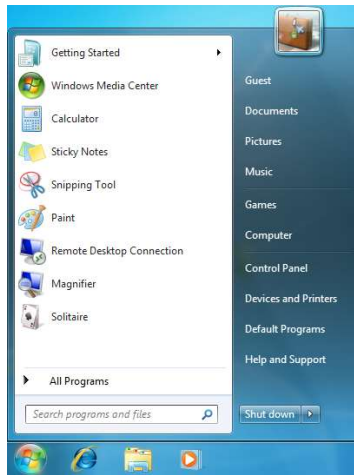 Getting Started
Windows Media Center
Calculator
Sticky Notes
Snipping Tool
Paint
Remote Desktop Connection
Magnifier
Solitaire
All Programs
Search programs and files
Guest
Documents
Pictures
Music
Games
Computer
Control Panel
Devices and Printers
Default Programs
Help and Support
Shut down